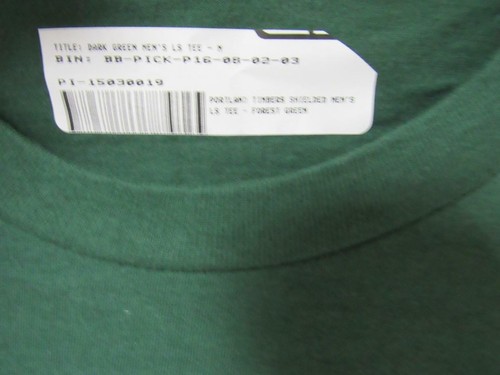 TITLE: DARK GREEN MEN'S LS TEE - M
BIN: BB-PICK-P16-08-02-03
PI-15030019
PORTLAND TIMBERS SHIELDED MEN'S
LS TEE - FOREST GREEN